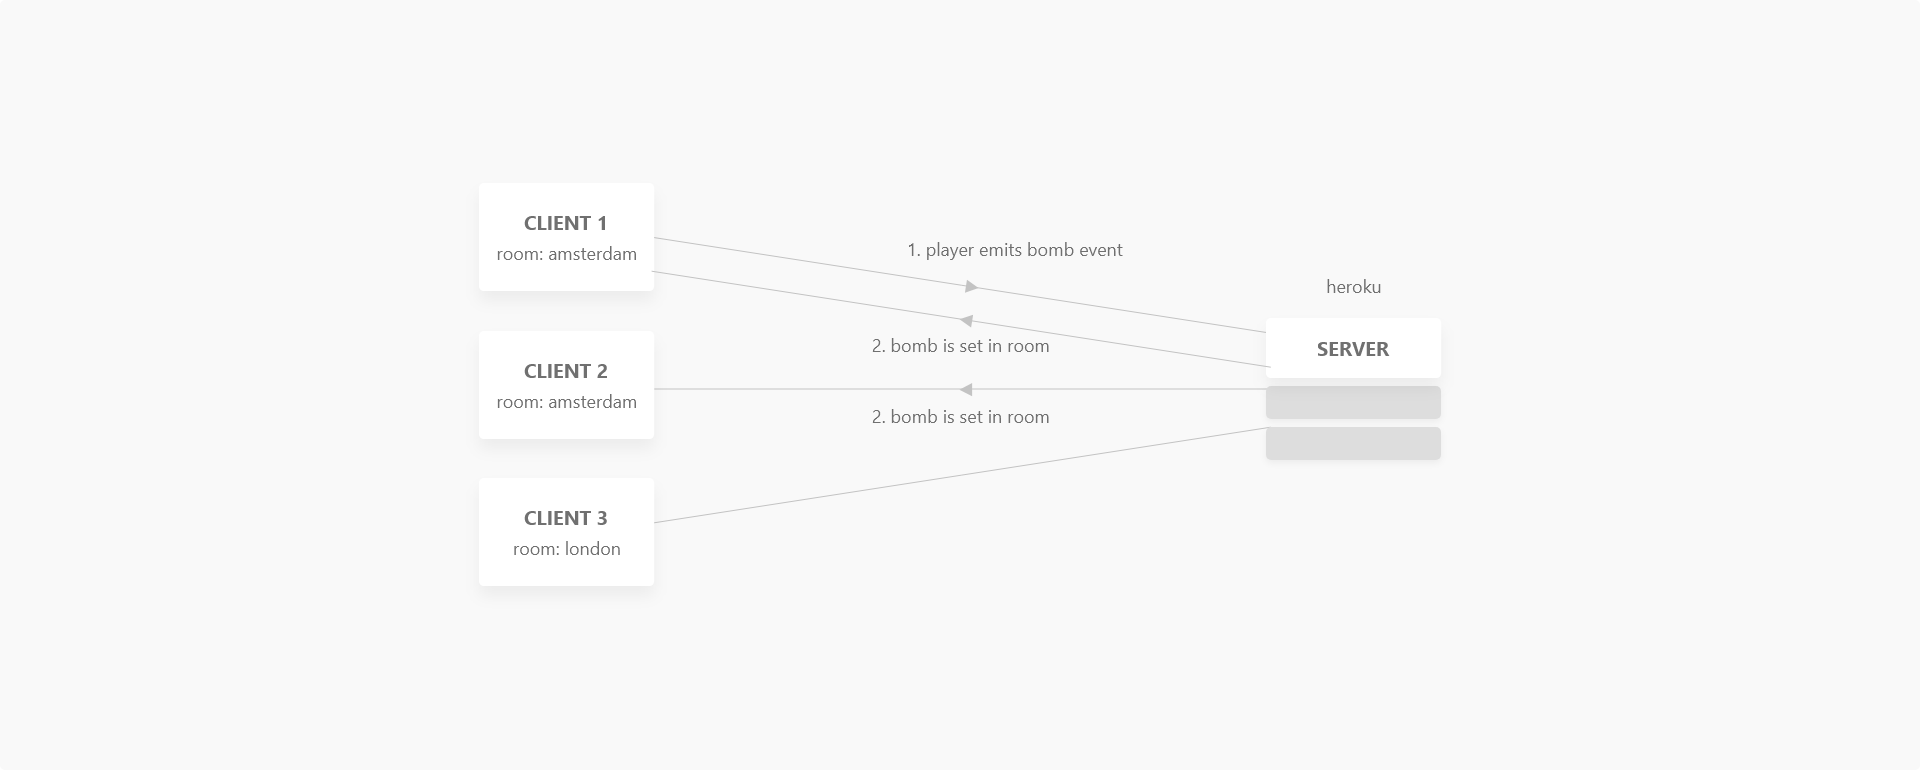 CLIENT 1
room: amsterdam
1. player emits bomb event
heroku
SERVER
2. bomb is set in room
CLIENT 2
room: amsterdam
2. bomb is set in room
CLIENT 3
room: london